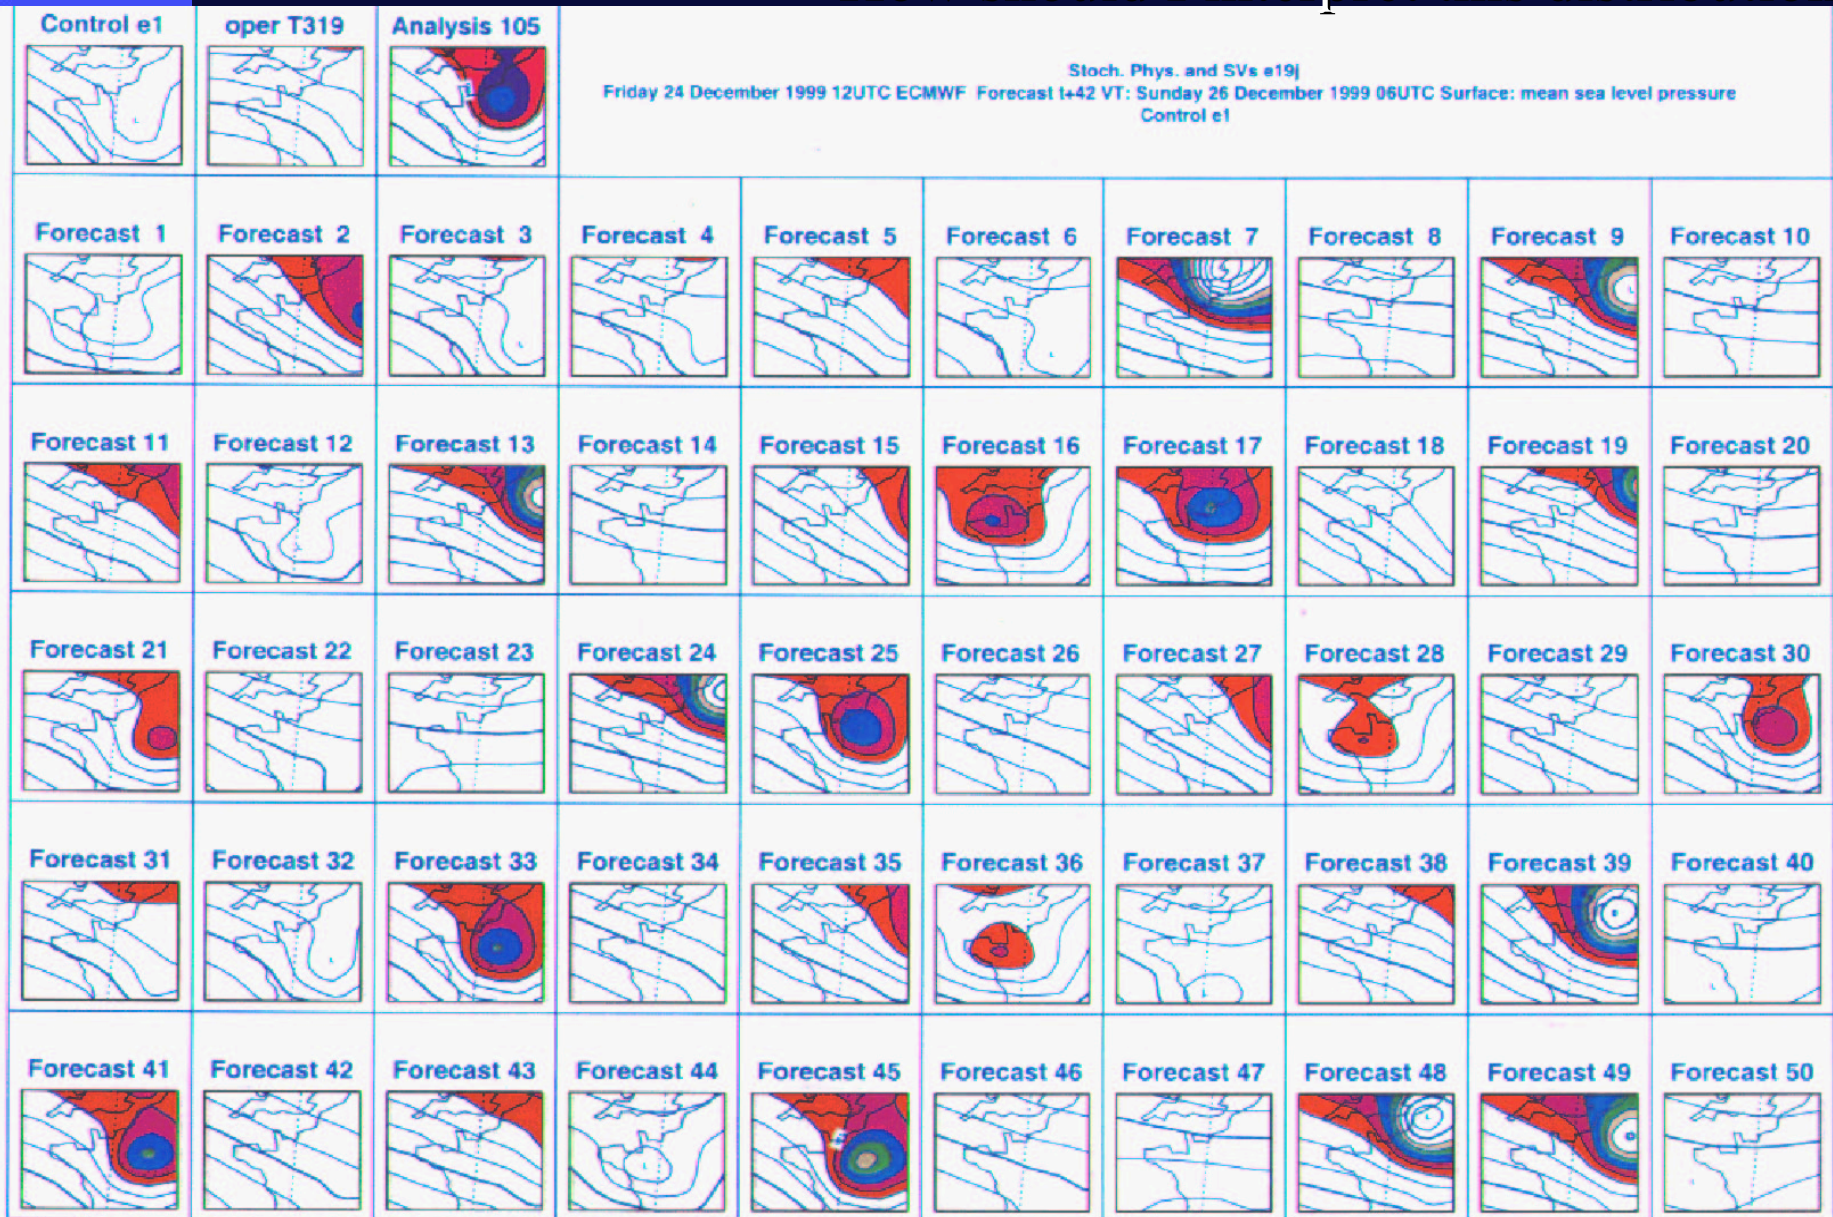 Control e1
oper T319
Analysis 105
Stoch. Phys. and SVs e19j
Friday 24 December 1999 12UTC ECMWF Forecast t+42 VT: Sunday 26 December 1999 06UTC Surface: mean sea level pressure
Control e1
Forecast 1
Forecast 2
Forecast 3
Forecast 4
Forecast 5
Forecast 6
Forecast 7
Forecast 8
Forecast 9
Forecast 10
Forecast 11
Forecast 12
Forecast 13
Forecast 14
Forecast 15
Forecast 16
Forecast 17
Forecast 18
Forecast 19
Forecast 20
Forecast 21
Forecast 22
Forecast 23
Forecast 24
Forecast 25
Forecast 26
Forecast 27
Forecast 28
Forecast 29
Forecast 30
Forecast 31
Forecast 32
Forecast 33
Forecast 34
Forecast 35
Forecast 36
Forecast 37
Forecast 38
Forecast 39
Forecast 40
Forecast 41
Forecast 42
Forecast 43
Forecast 44
Forecast 45
Forecast 46
Forecast 47
Forecast 48
Forecast 49
Forecast 50